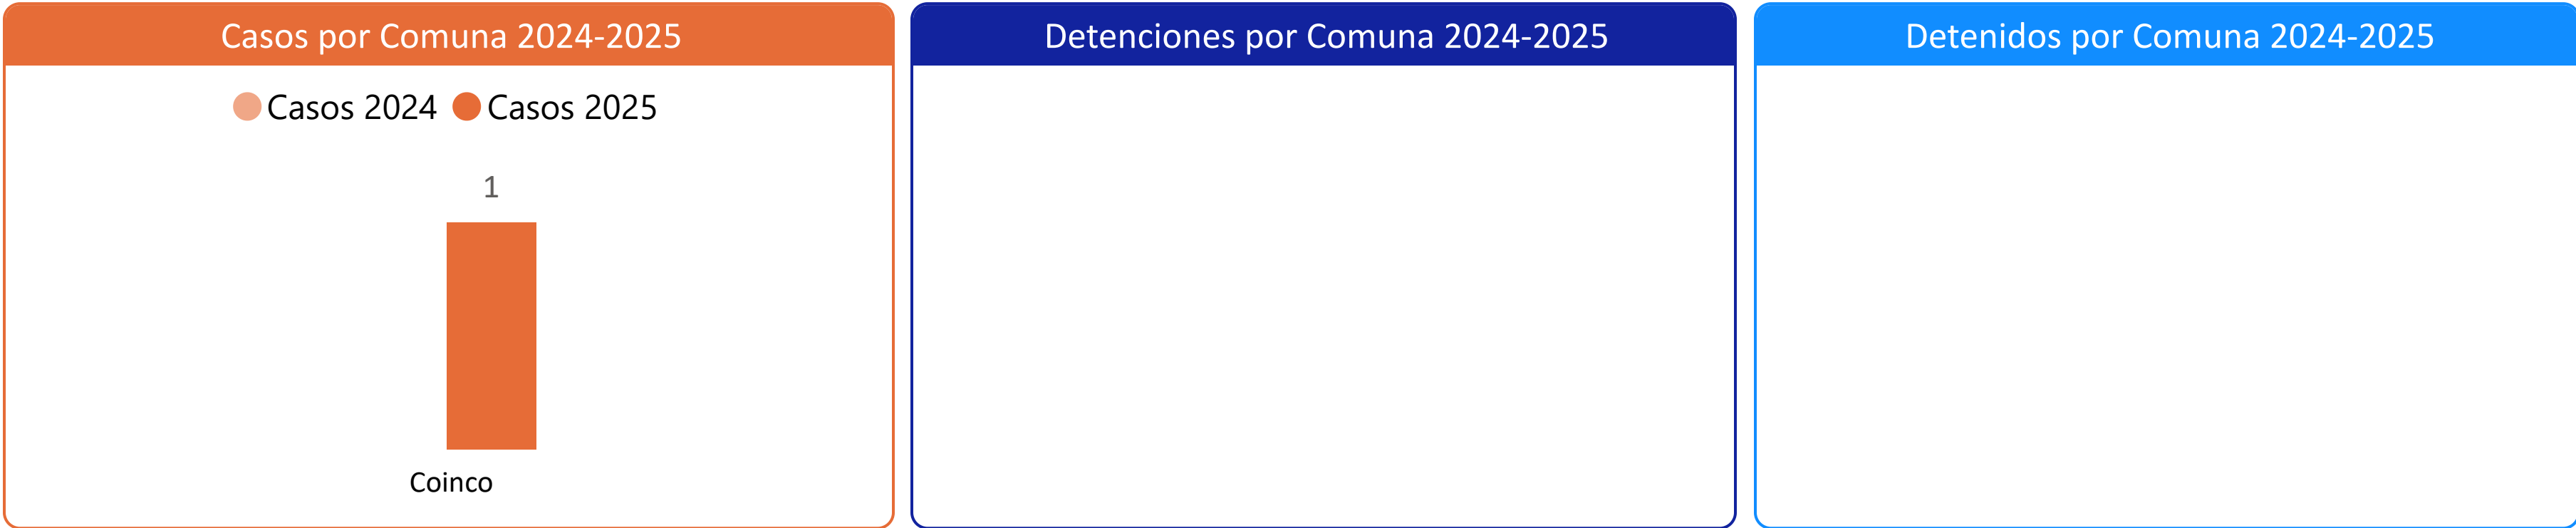 Casos por Comuna 2024-2025
Casos 2024 Casos 2025
1
Coinco
Detenciones por Comuna 2024-2025
Detenidos por Comuna 2024-2025